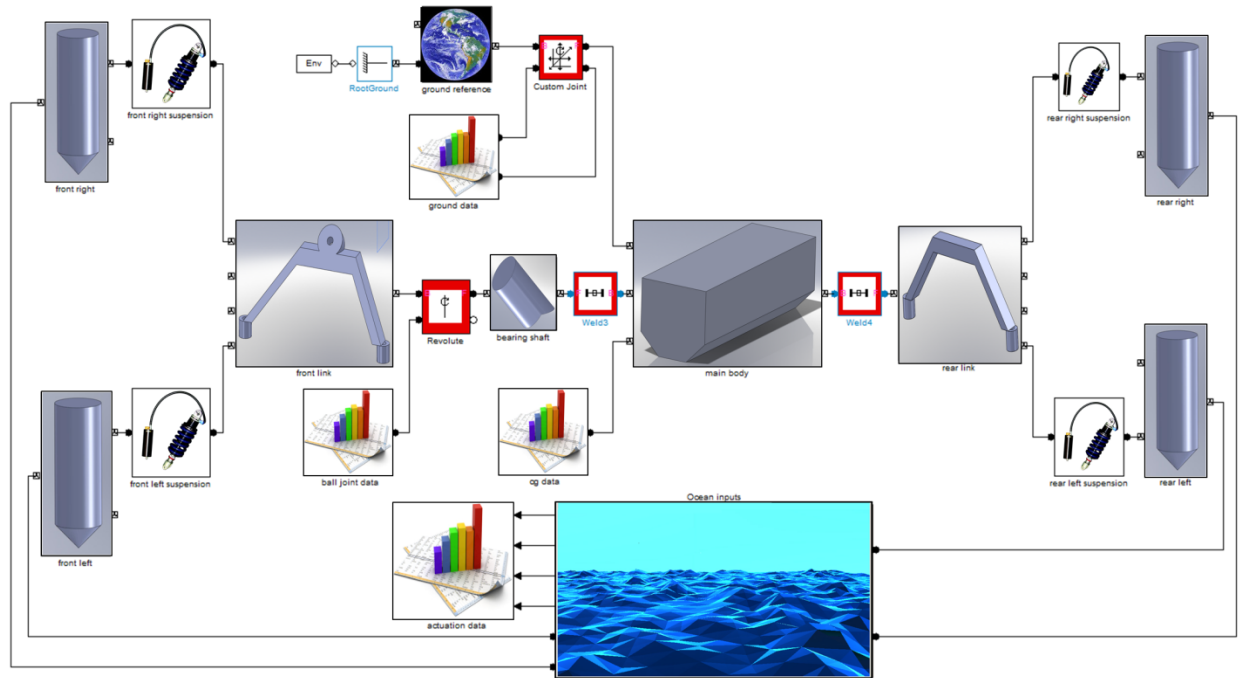 Env
RootGround
ground reference
Custom Joint
front right suspension
rear right suspension
front right
ground data
rear right
front link
Revolute
bearing shaft
Weld3
main body
Weld4
rear link
front left suspension
ball joint data
cg data
rear left suspension
rear left
front left
Ocean inputs
actuation data